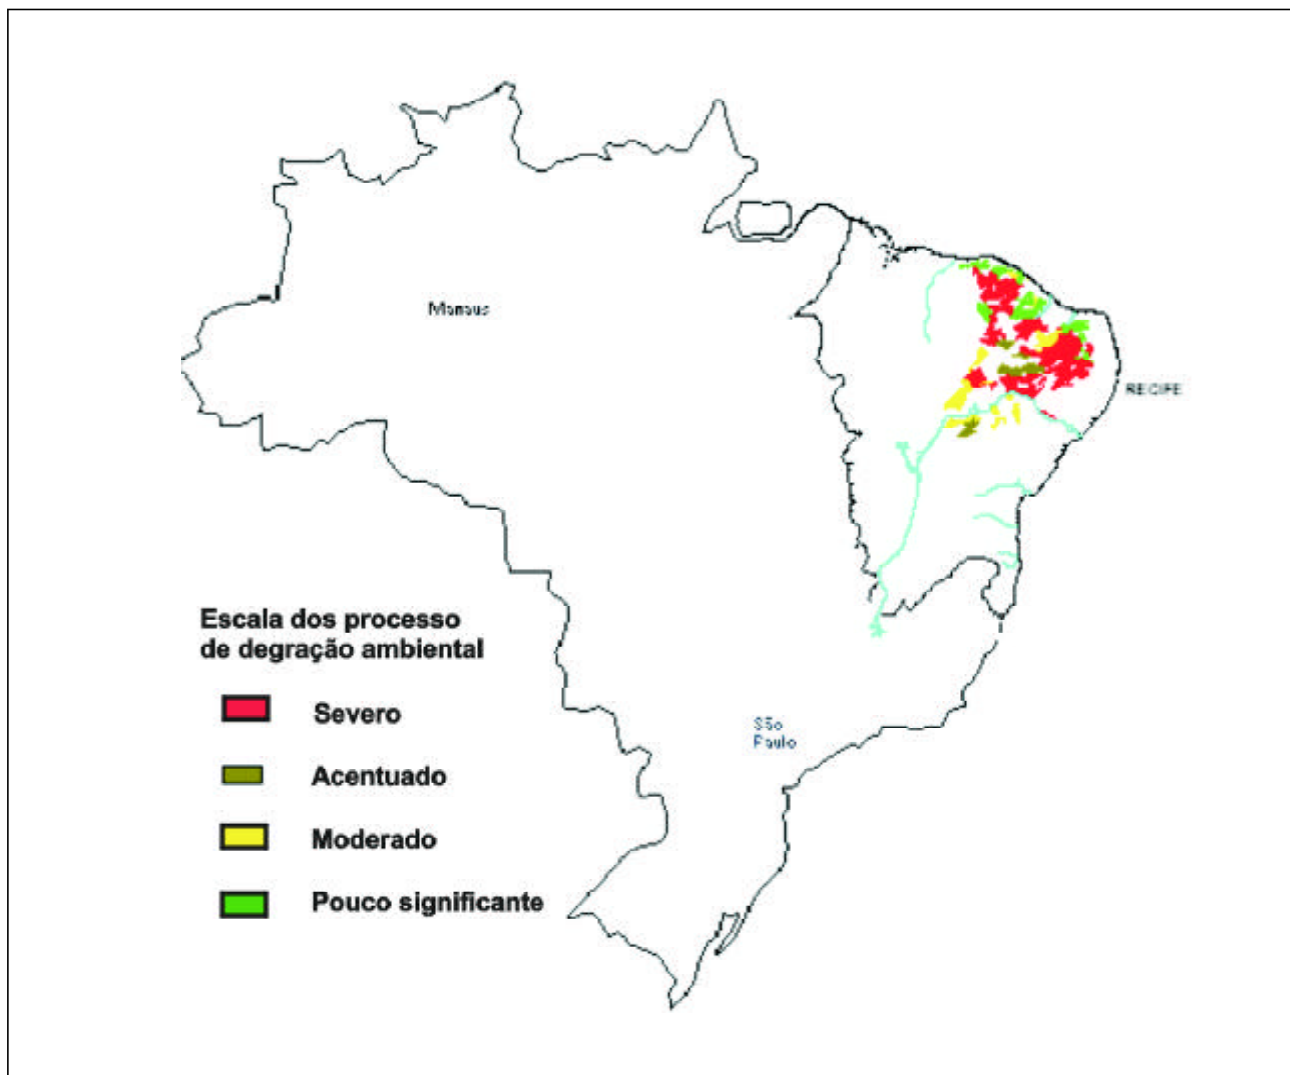 Manaus
RECIFE
Escala dos processo
de degração ambiental
Severo
São
Paulo
Acentuado
Moderado
Pouco significante